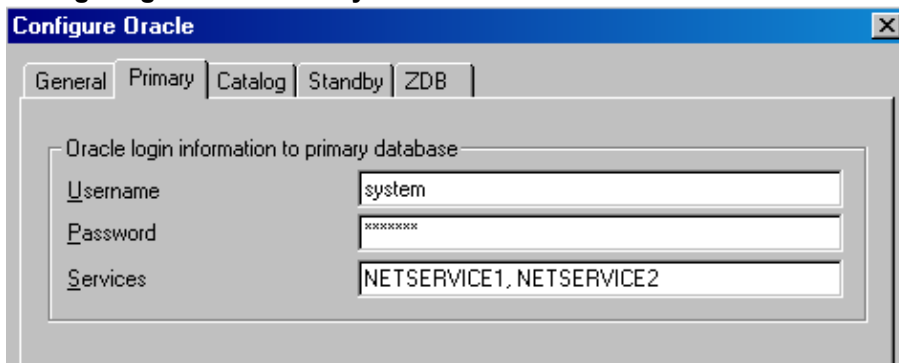 Configure Oracle
General Primary Catalog Standby ZDB
Oracle login information to primary database
Username system
Password *******
Services NETSERVICE1, NETSERVICE2